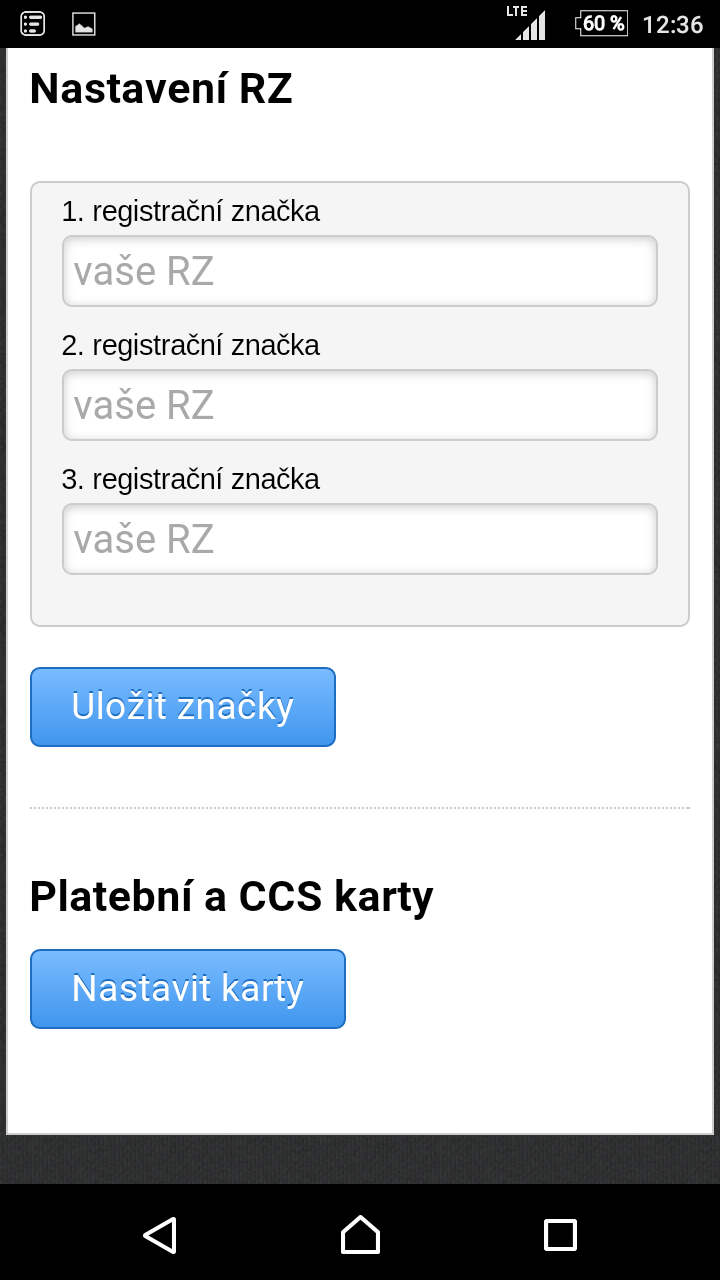 LTE 60 % 12:36
Nastavení RZ
1. registrační značka
vaše RZ
2. registrační značka
vaše RZ
3. registrační značka
vaše RZ
Uložit značky
Platební a CCS karty
Nastavit karty